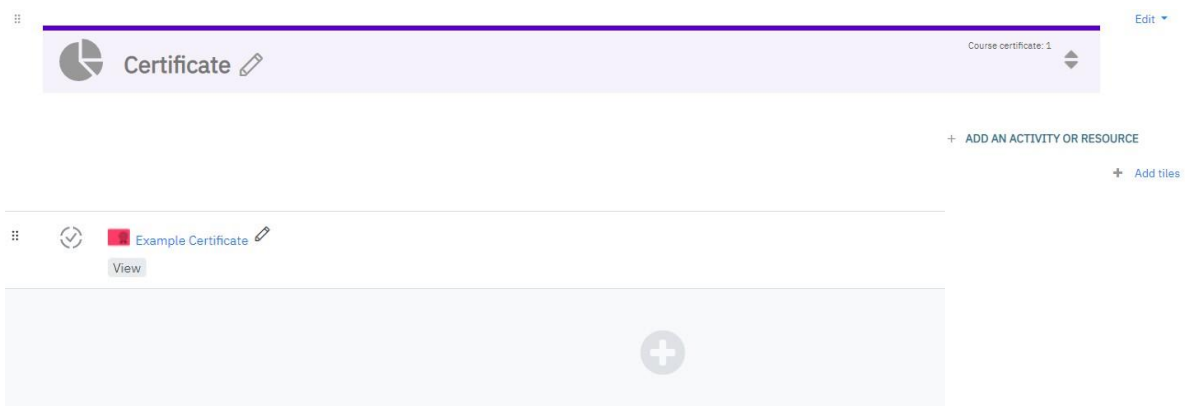 Edit
Certificate
Course certificate: 1
+ ADD AN ACTIVITY OR RESOURCE
+ Add tiles
Example Certificate
View